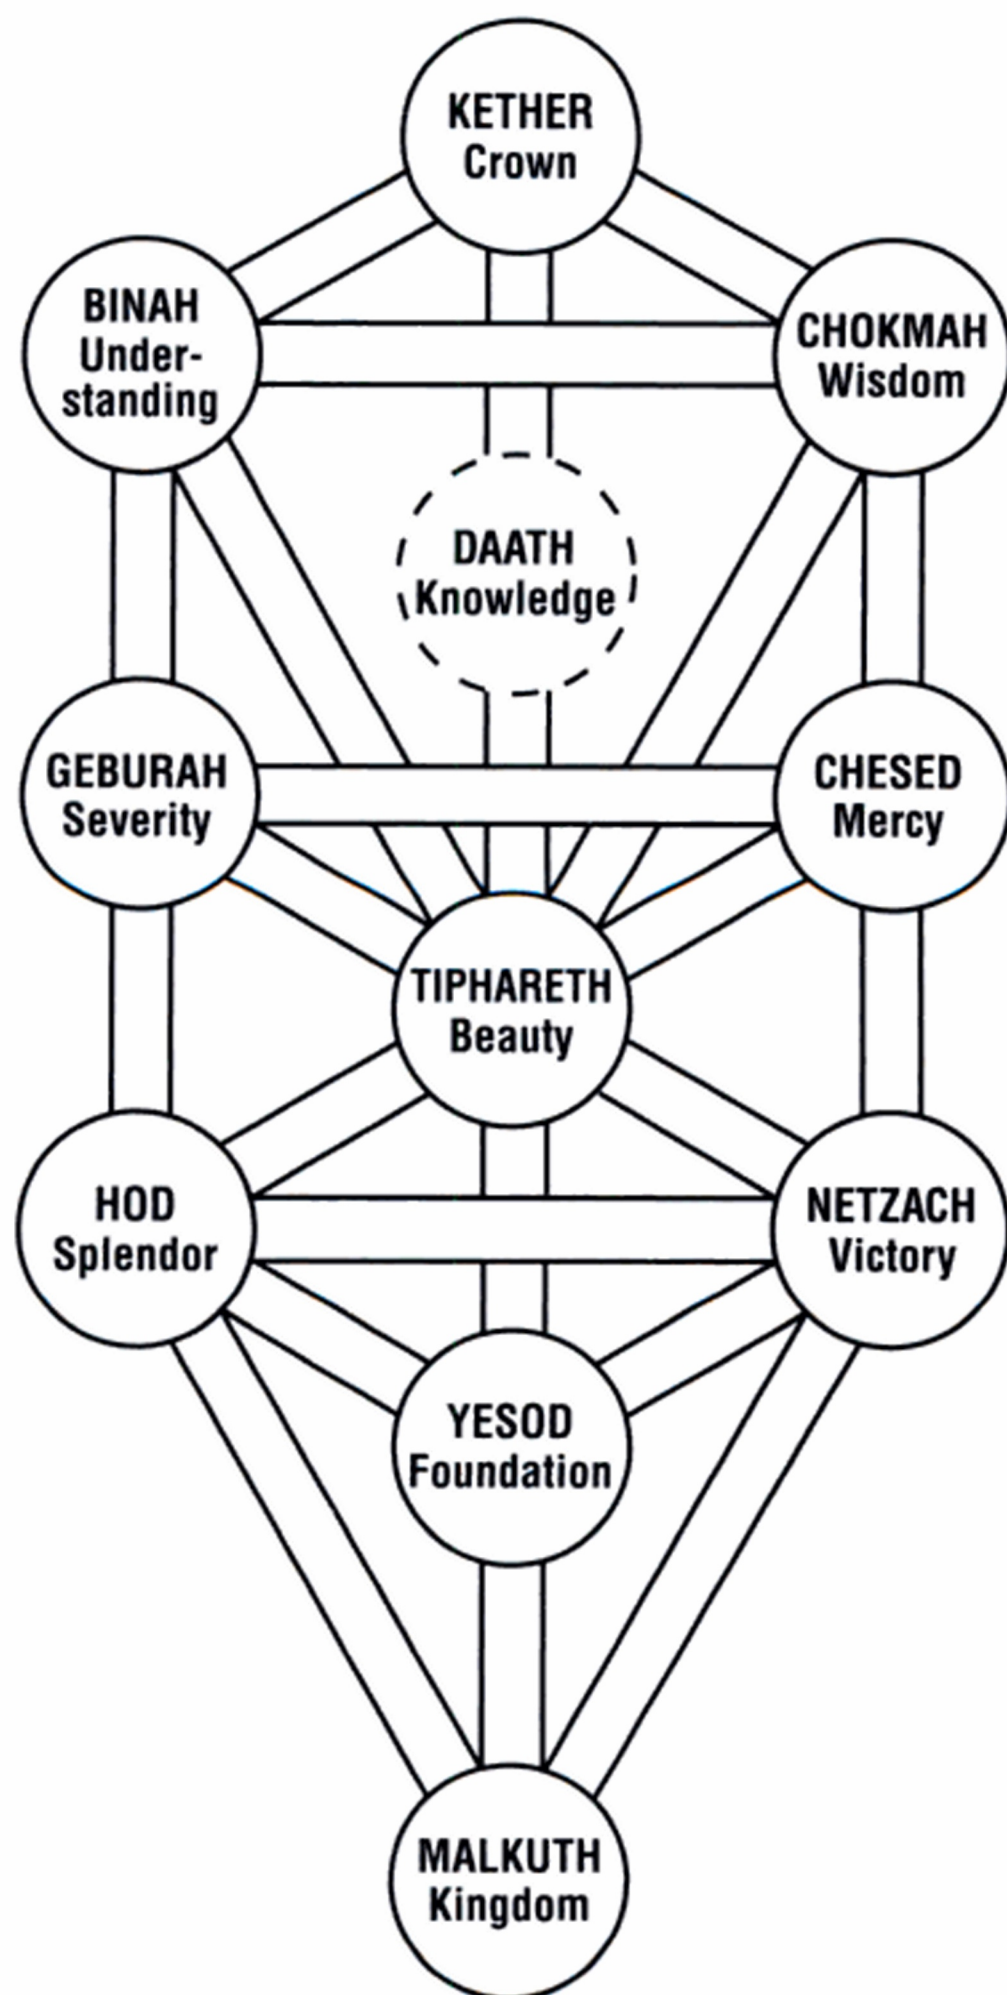 KETHER
Crown
BINAH
Under-
standing
CHOKMAH
Wisdom
DAATH
Knowledge
GEBURAH
Severity
CHESED
Mercy
TIPHARETH
Beauty
HOD
Splendor
NETZACH
Victory
YESOD
Foundation
MALKUTH
Kingdom